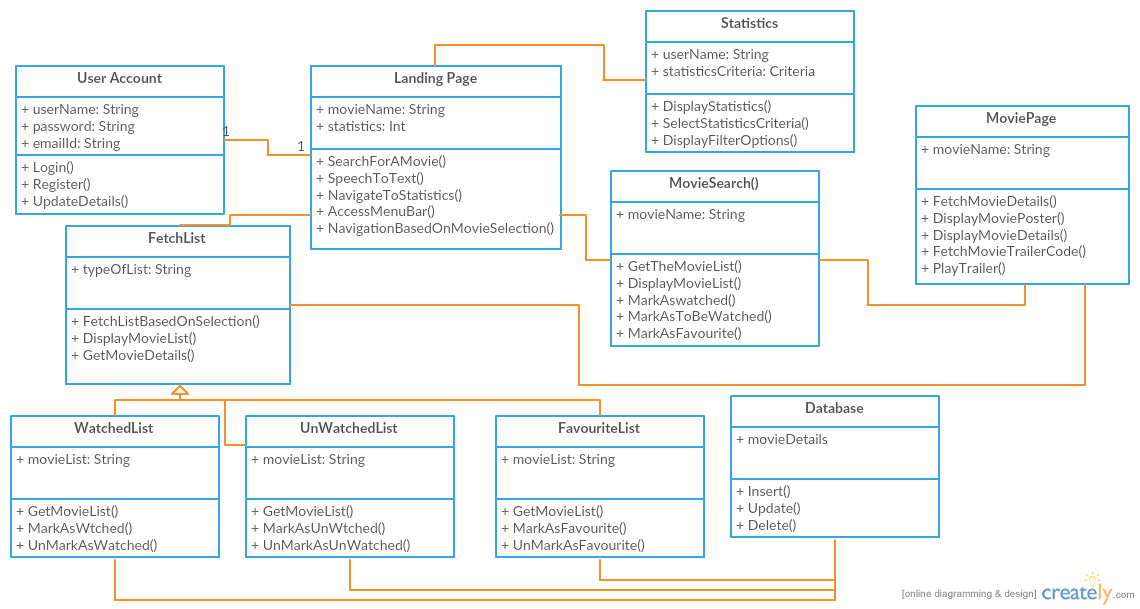 Statistics
+ userName: String
+ statisticsCriteria: Criteria
+ DisplayStatistics()
+ SelectStatisticsCriteria()
+ DisplayFilterOptions()
User Account
+ userName: String
+ password: String
+ emailId: String
+ Login()
+ Register()
+ UpdateDetails()
1
1
Landing Page
+ movieName: String
+ statistics: Int
+ SearchForAMovie()
+ SpeechToText()
+ NavigateToStatistics()
+ AccessMenuBar()
+ NavigationBasedOnMovieSelection()
MoviePage
+ movieName: String
+ FetchMovieDetails()
+ DisplayMoviePoster()
+ DisplayMovieDetails()
+ FetchMovieTrailerCode()
+ PlayTrailer()
MovieSearch()
+ movieName: String
+ GetTheMovieList()
+ DisplayMovieList()
+ MarkAswatched()
+ MarkAsToBeWatched()
+ MarkAsFavourite()
FetchList
+ typeOfList: String
+ FetchListBasedOnSelection()
+ DisplayMovieList()
+ GetMovieDetails()
WatchedList
+ movieList: String
+ GetMovieList()
+ MarkAsWtched()
+ UnMarkAsWatched()
UnWatchedList
+ movieList: String
+ GetMovieList()
+ MarkAsUnWtched()
+ UnMarkAsUnWatched()
FavouriteList
+ movieList: String
+ GetMovieList()
+ MarkAsFavourite()
+ UnMarkAsFavourite()
Database
+ movieDetails
+ Insert()
+ Update()
+ Delete()
[online diagramming & design] creately.com